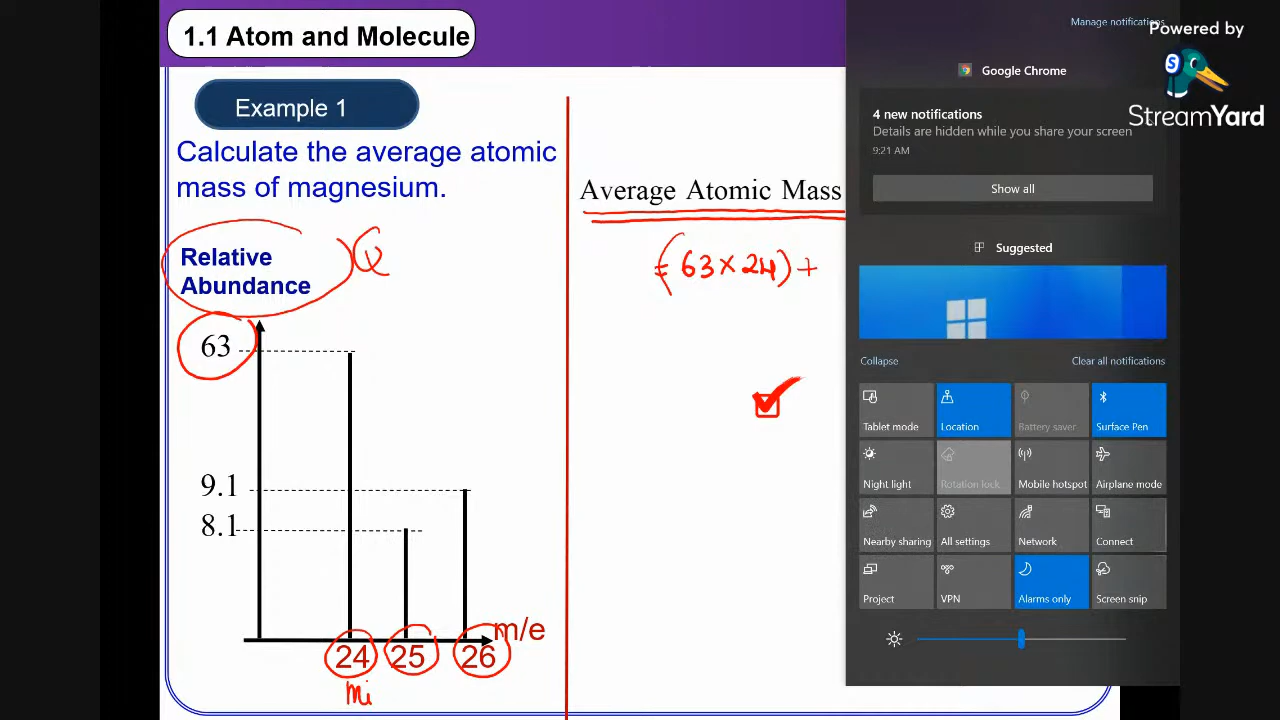 1.1 Atom and Molecule
Example 1
Calculate the average atomic
mass of magnesium.
Relative
Abundance
Q
63
9.1
8.1
24
25
26
m/e
mi
Average Atomic Mass
= (63 × 24) +
Manage notifications
Powered by
StreamYard
Google Chrome
4 new notifications
Details are hidden while you share your screen
9:21 AM
Show all
Suggested
Collapse
Clear all notifications
Tablet mode
Location
Battery saver
Surface Pen
Night light
Rotation lock
Mobile hotspot
Airplane mode
Nearby sharing
All settings
Network
Connect
Project
VPN
Alarms only
Screen snip